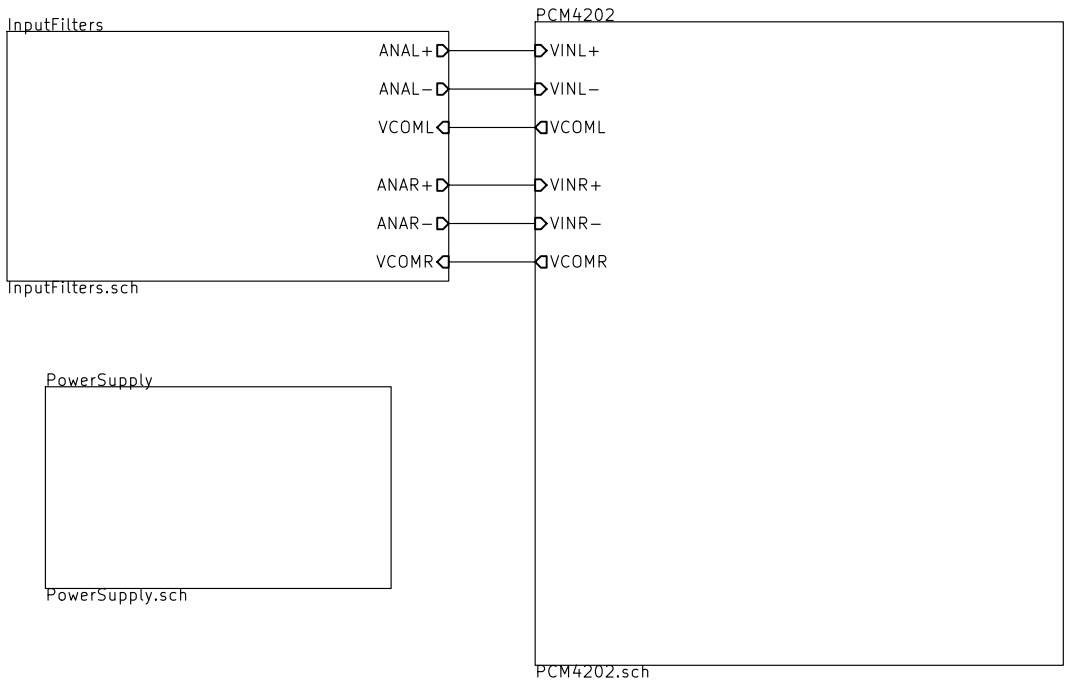 InputFilters
ANAL+
ANAL-
VCOML
ANAR+
ANAR-
VCOMR
InputFilters.sch
PCM4202
VINL+
VINL-
VCOML
VINR+
VINR-
VCOMR
PCM4202.sch
PowerSupply
PowerSupply.sch